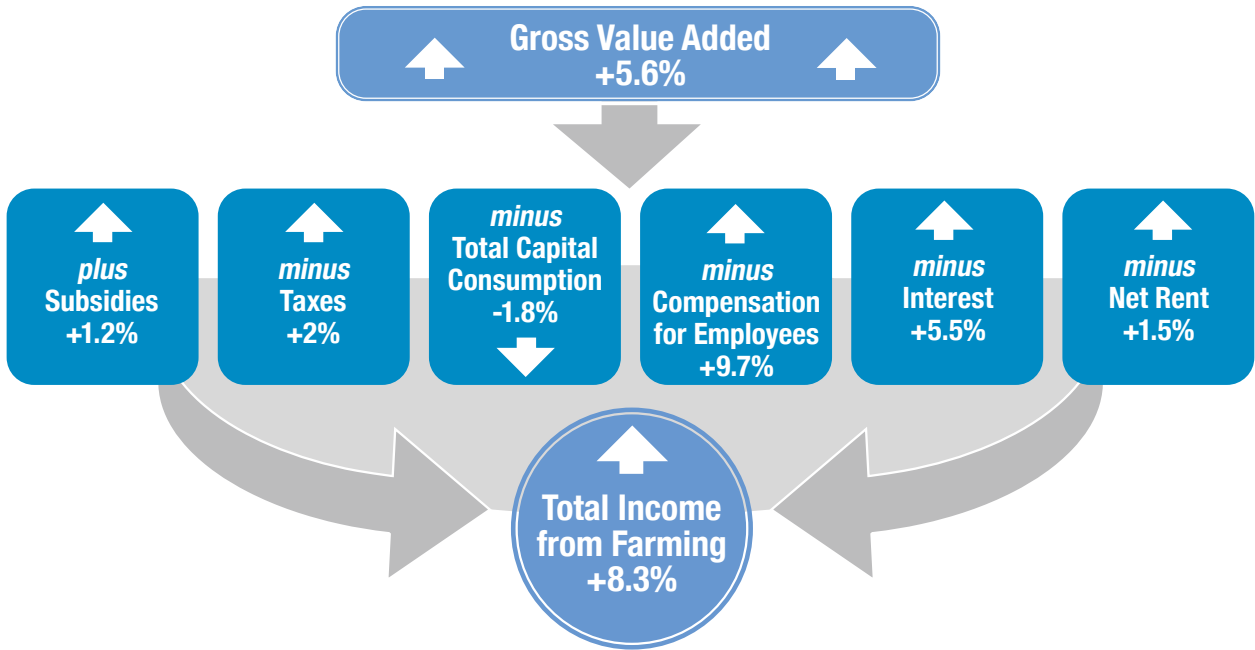 Gross Value Added
+5.6%
plus
Subsidies
+1.2%
minus
Taxes
+2%
minus
Total Capital
Consumption
-1.8%
minus
Compensation
for Employees
+9.7%
minus
Interest
+5.5%
minus
Net Rent
+1.5%
Total Income
from Farming
+8.3%